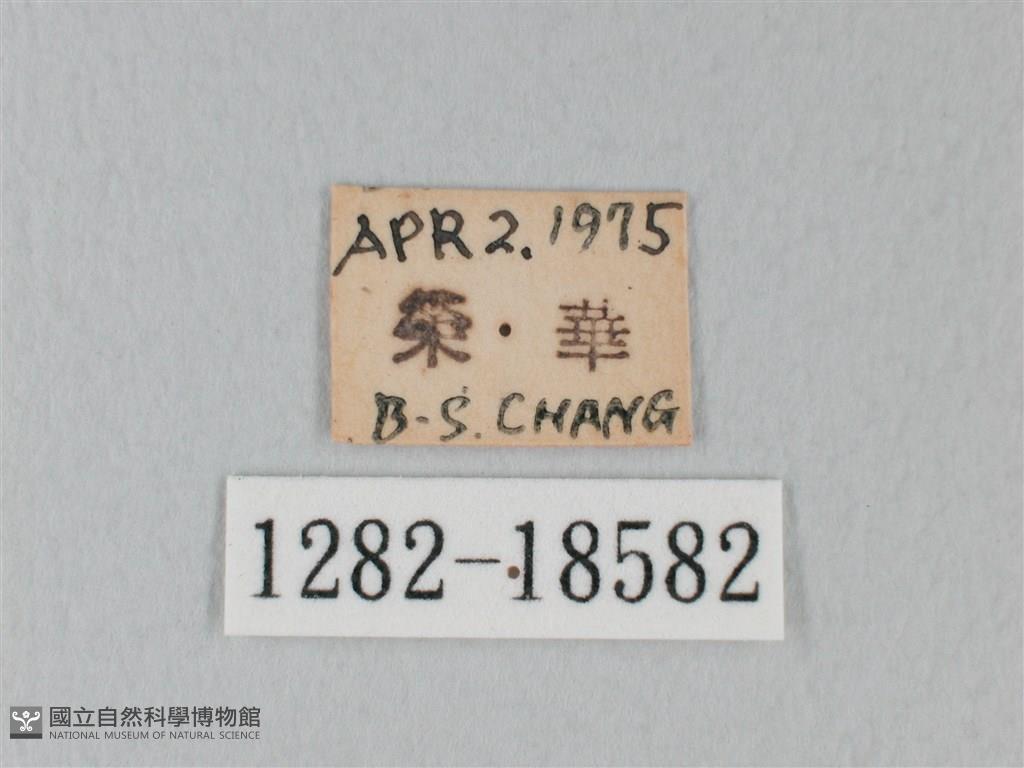 APR 2. 1975
榮 · 華
B-S. CHANG
1282-18582
國立自然科學博物館
NATIONAL MUSEUM OF NATURAL SCIENCE